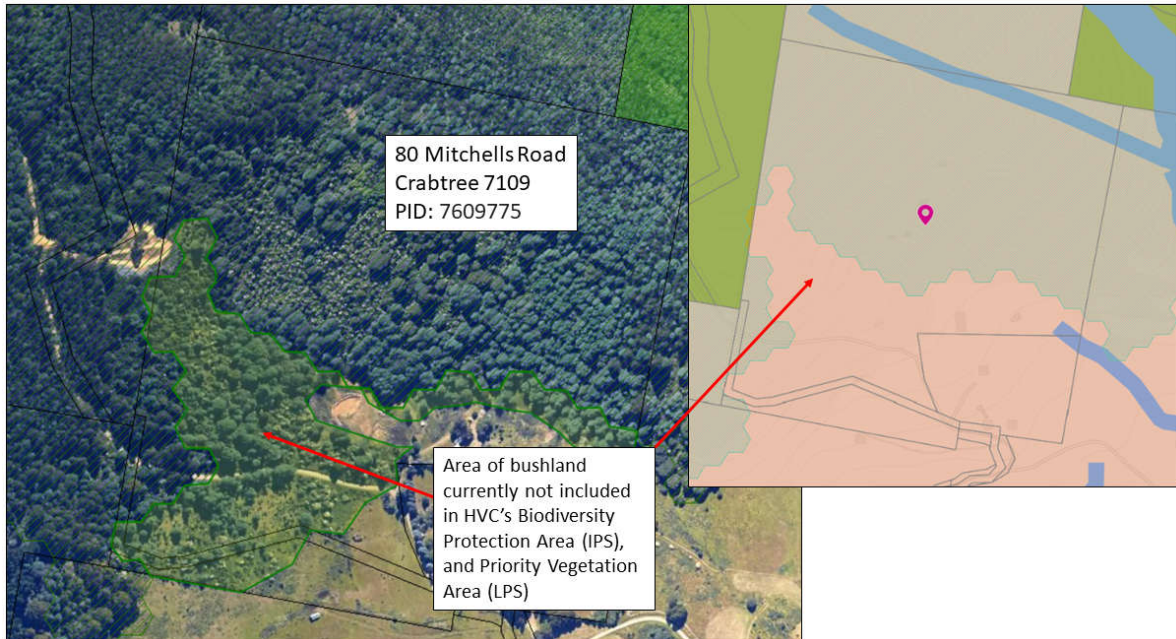 80 Mitchells Road
Crabtree 7109
PID: 7609775
Area of bushland
currently not included
in HVC's Biodiversity
Protection Area (IPS),
and Priority Vegetation
Area (LPS)